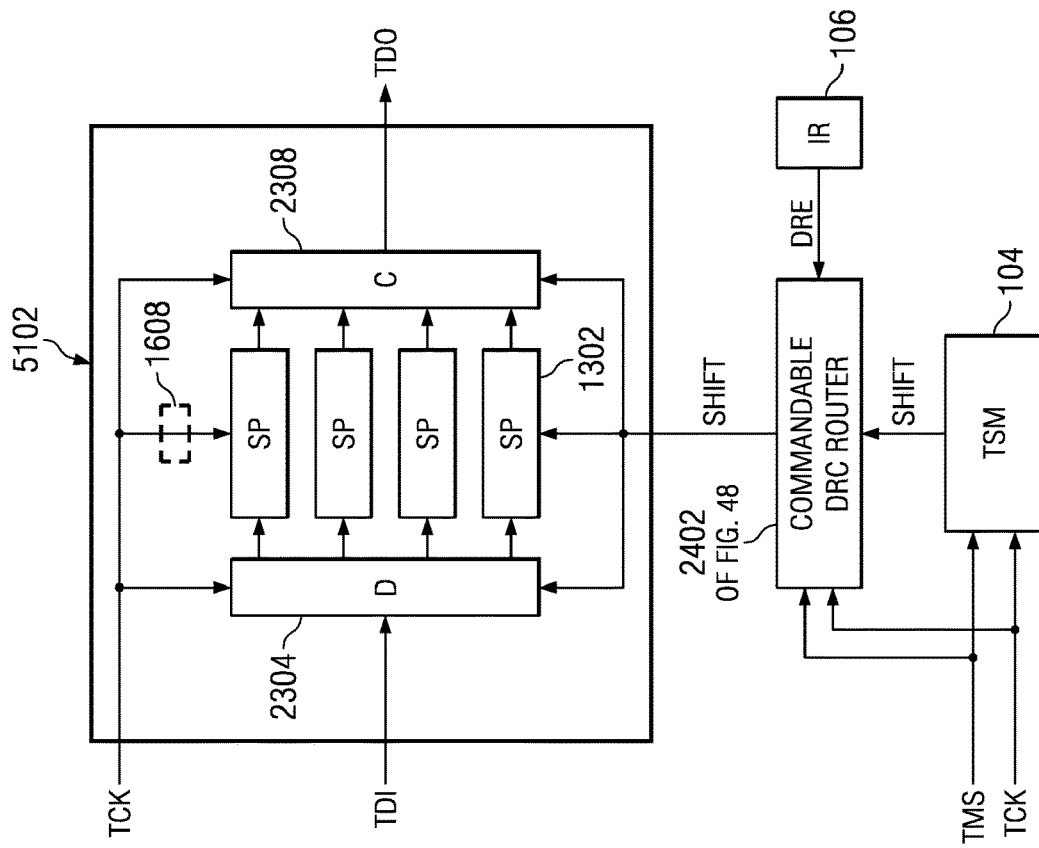 5102
TCK
1608
2308
TDO
SP
SP
SP
SP
D
C
TDI
2304
1302
SHIFT
106
IR
DRE
2402
OF FIG. 48
COMMANDABLE
DRC ROUTER
SHIFT
104
TSM
TMS
TCK